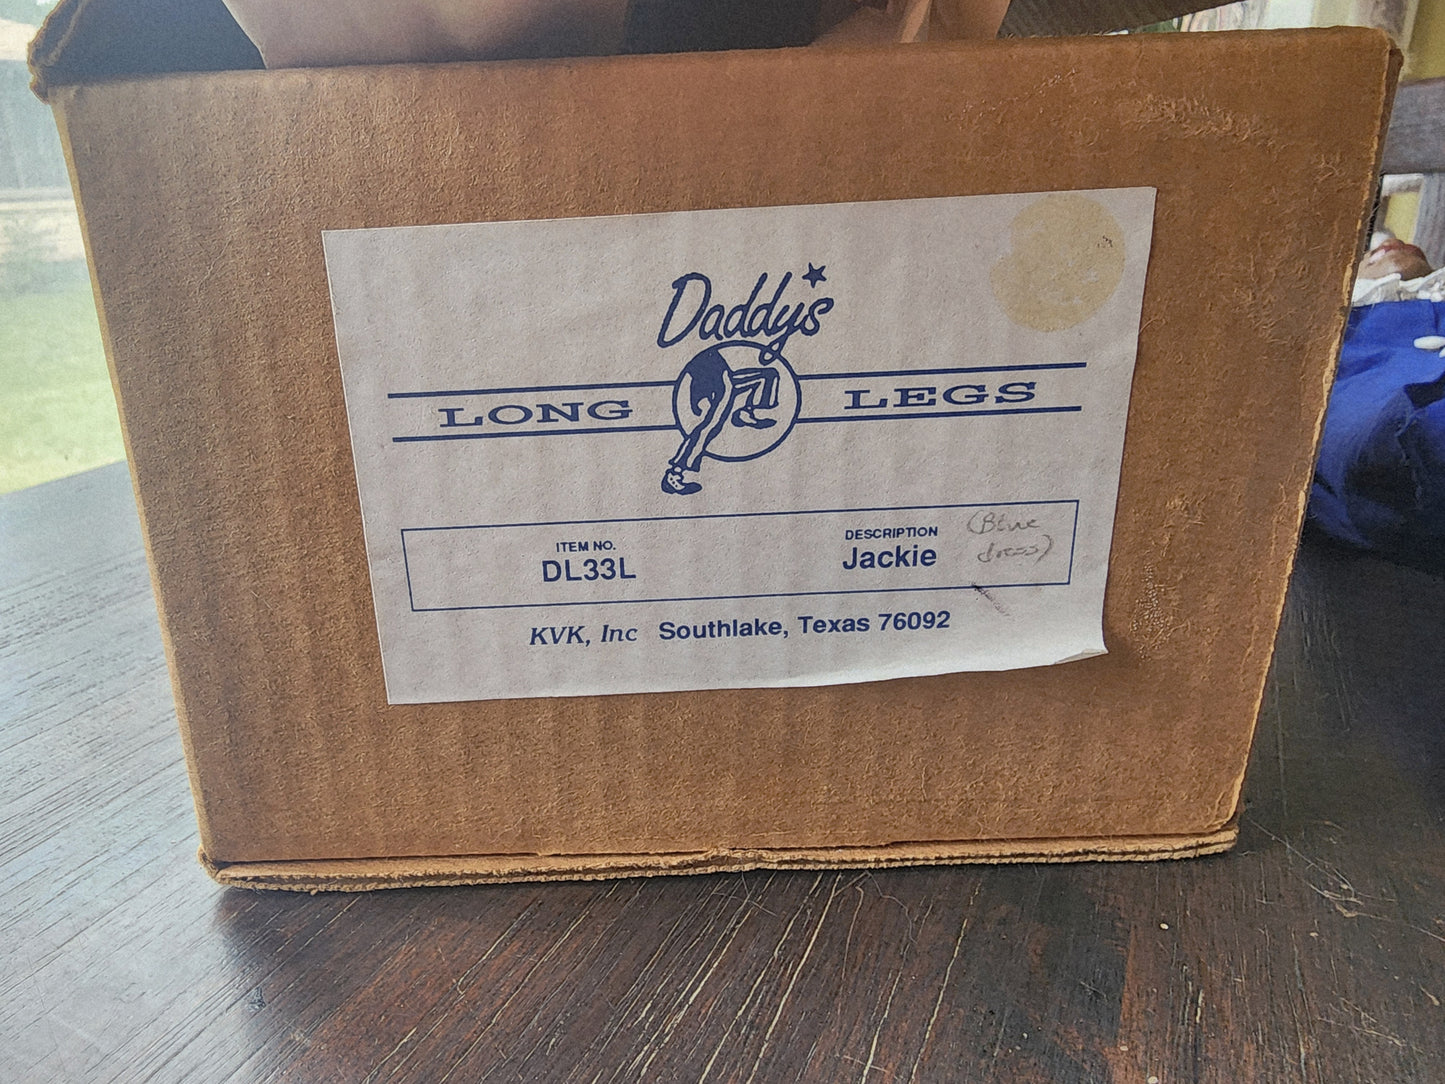 Daddy's
LONG LEGS
ITEM NO. DESCRIPTION (Blue
DL33L Jackie dress)
KVK, Inc Southlake, Texas 76092